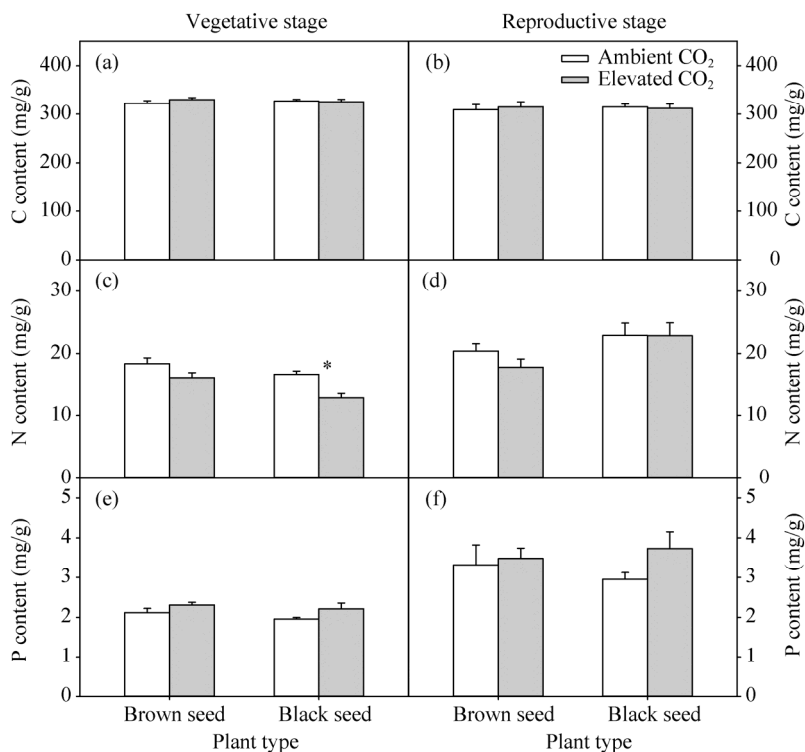 Vegetative stage Reproductive stage
(a) (b) Ambient CO₂
Elevated CO₂
400 400
300 300
200 200
100 100
0 0
C content (mg/g) C content (mg/g)
(c) (d)
30 30
20 * 20
10 10
0 0
N content (mg/g) N content (mg/g)
(e) (f)
5 5
4 4
3 3
2 2
1 1
0 0
P content (mg/g) P content (mg/g)
Brown seed Black seed Brown seed Black seed
Plant type Plant type